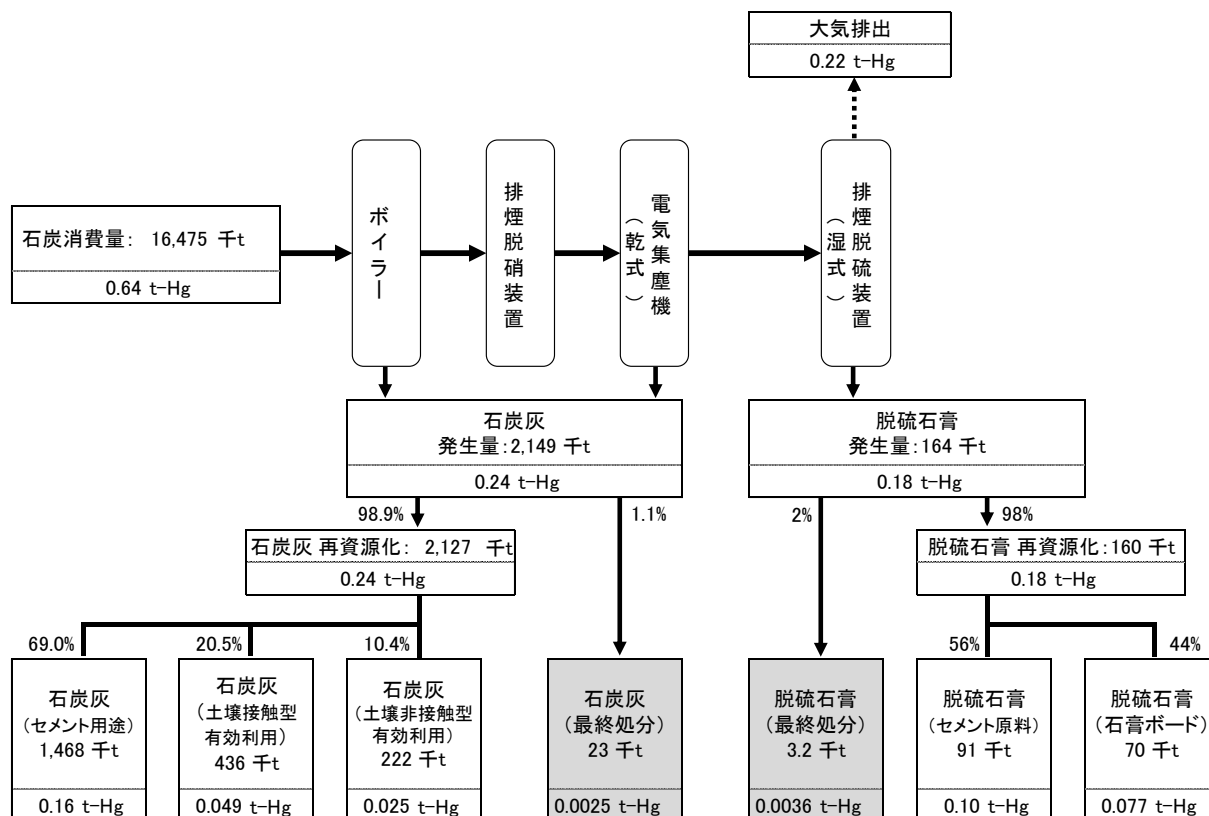 大気排出
0.22 t-Hg
石炭消費量： 16,475 千t
0.64 t-Hg
ボイラー
排煙脱硝装置
電気集塵機
（乾式）
排煙脱硫装置
（湿式）
石炭灰
発生量：2,149 千t
0.24 t-Hg
脱硫石膏
発生量：164 千t
0.18 t-Hg
98.9%
1.1%
2%
98%
石炭灰 再資源化： 2,127 千t
0.24 t-Hg
脱硫石膏 再資源化：160 千t
0.18 t-Hg
69.0%
20.5%
10.4%
56%
44%
石炭灰
（セメント用途）
1,468 千t
0.16 t-Hg
石炭灰
（土壌接触型
有効利用）
436 千t
0.049 t-Hg
石炭灰
（土壌非接触型
有効利用）
222 千t
0.025 t-Hg
石炭灰
（最終処分）
23 千t
0.0025 t-Hg
脱硫石膏
（最終処分）
3.2 千t
0.0036 t-Hg
脱硫石膏
（セメント原料）
91 千t
0.10 t-Hg
脱硫石膏
（石膏ボード）
70 千t
0.077 t-Hg